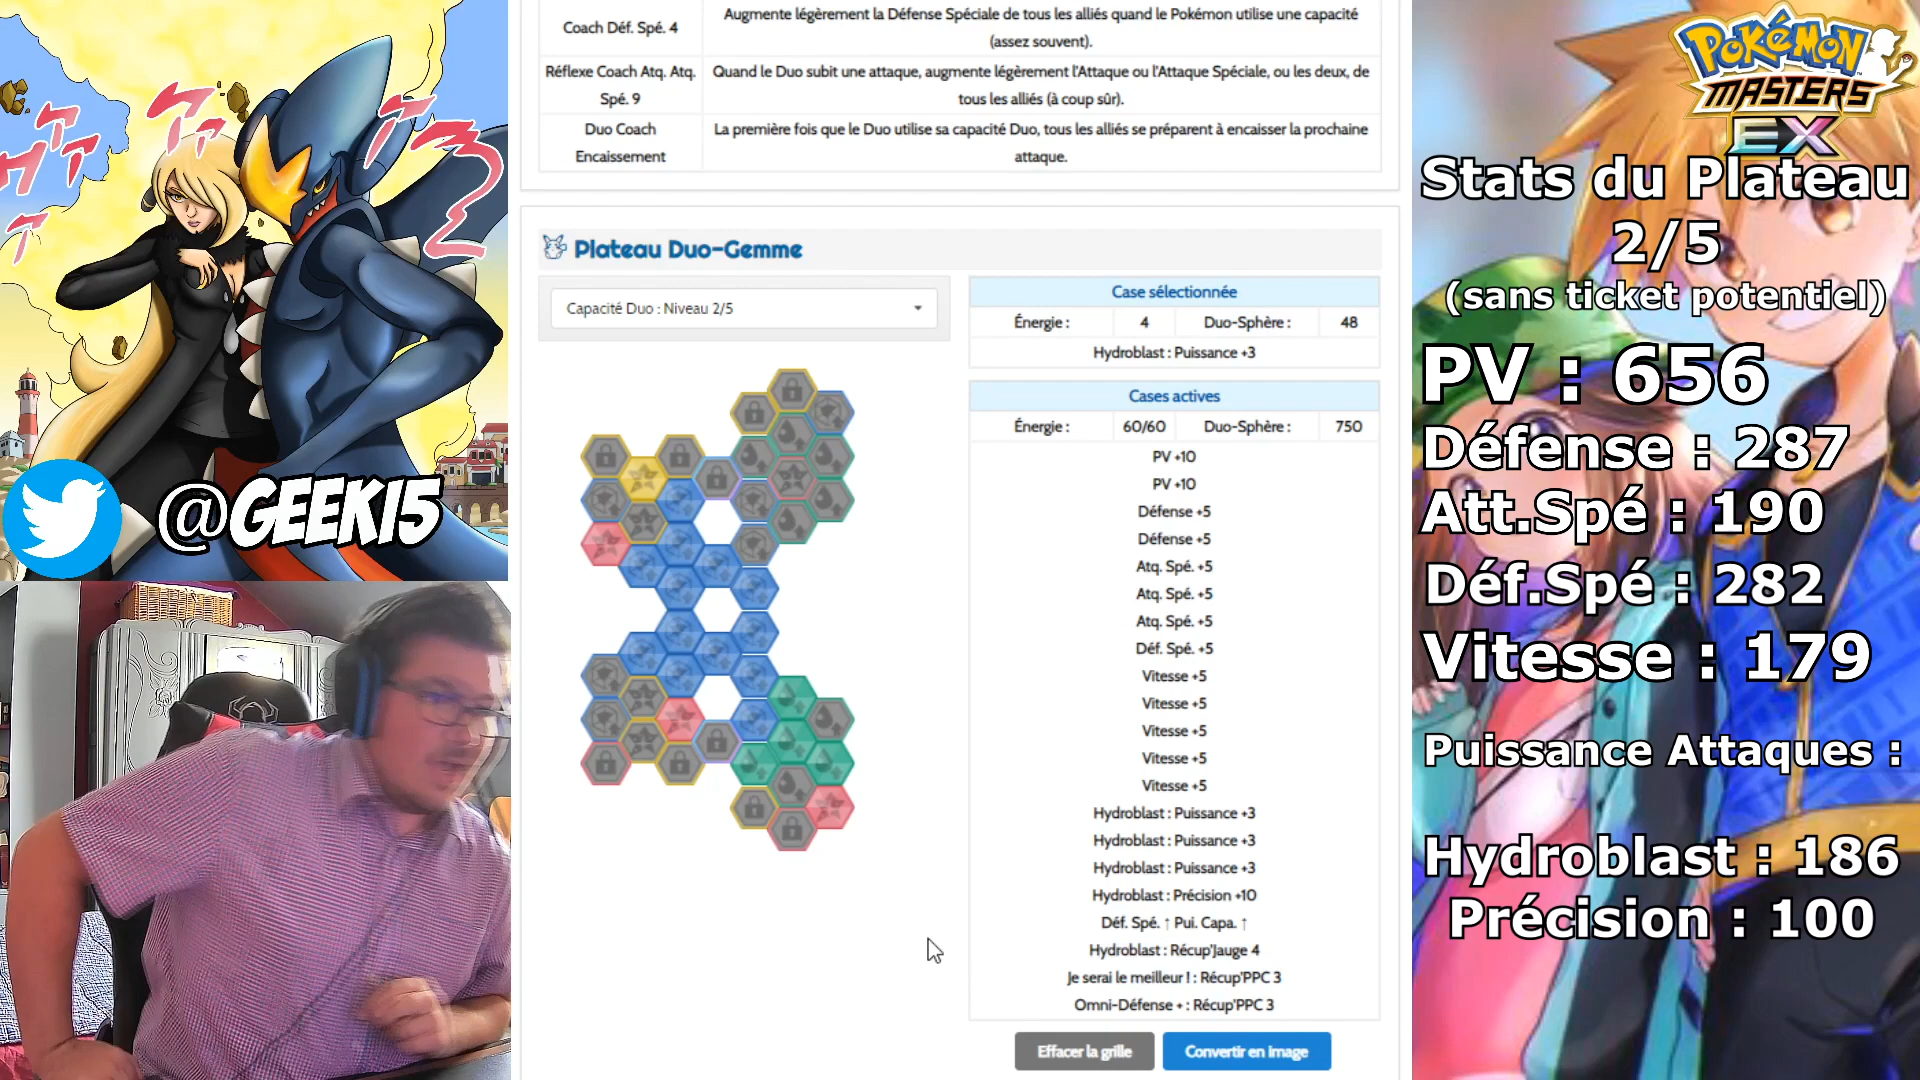 Coach Déf. Spé. 4
Augmente légèrement la Défense Spéciale de tous les alliés quand le Pokémon utilise une capacité
(assez souvent).
Réflexe Coach Atq. Atq.
Spé. 9
Quand le Duo subit une attaque, augmente légèrement l'Attaque ou l'Attaque Spéciale, ou les deux, de
tous les alliés (à coup sûr).
Duo Coach
Encaissement
La première fois que le Duo utilise sa capacité Duo, tous les alliés se préparent à encaisser la prochaine
attaque.
Plateau Duo-Gemme
Capacité Duo : Niveau 2/5
Case sélectionnée
Énergie : 4 Duo-Sphère : 48
Hydroblast : Puissance +3
Cases actives
Énergie : 60/60 Duo-Sphère : 750
PV +10
PV +10
Défense +5
Défense +5
Atq. Spé. +5
Atq. Spé. +5
Atq. Spé. +5
Déf. Spé. +5
Vitesse +5
Vitesse +5
Vitesse +5
Vitesse +5
Vitesse +5
Hydroblast : Puissance +3
Hydroblast : Puissance +3
Hydroblast : Puissance +3
Hydroblast : Précision +10
Déf. Spé. ↑ Pui. Capa. ↑
Hydroblast : Récup'Jauge 4
Je serai le meilleur ! : Récup'PPC 3
Omni-Défense + : Récup'PPC 3
Effacer la grille
Convertir en image
@GEEK15
POKéMON
MASTERS
EX
Stats du Plateau
2/5
(sans ticket potentiel)
PV : 656
Défense : 287
Att.Spé : 190
Déf.Spé : 282
Vitesse : 179
Puissance Attaques :
Hydroblast : 186
Précision : 100